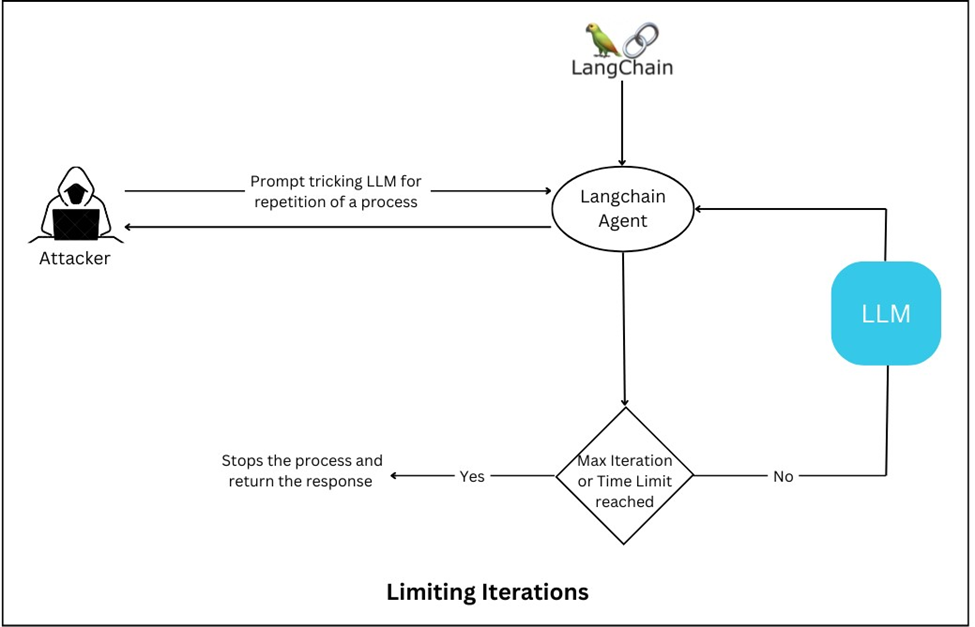 LangChain
Prompt tricking LLM for
repetition of a process
Langchain
Agent
Attacker
LLM
Stops the process and
return the response
Yes
Max Iteration
or Time Limit
reached
No
Limiting Iterations